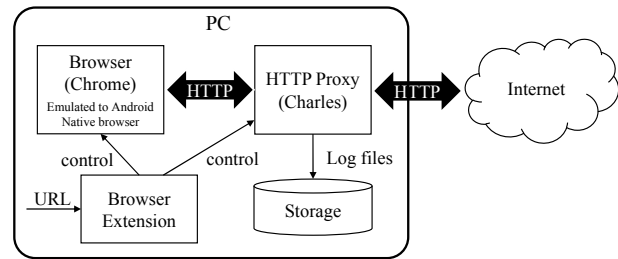 PC
Browser
(Chrome)
Emulated to Android
Native browser
HTTP
HTTP Proxy
(Charles)
HTTP
Internet
control
control
Log files
URL
Browser
Extension
Storage